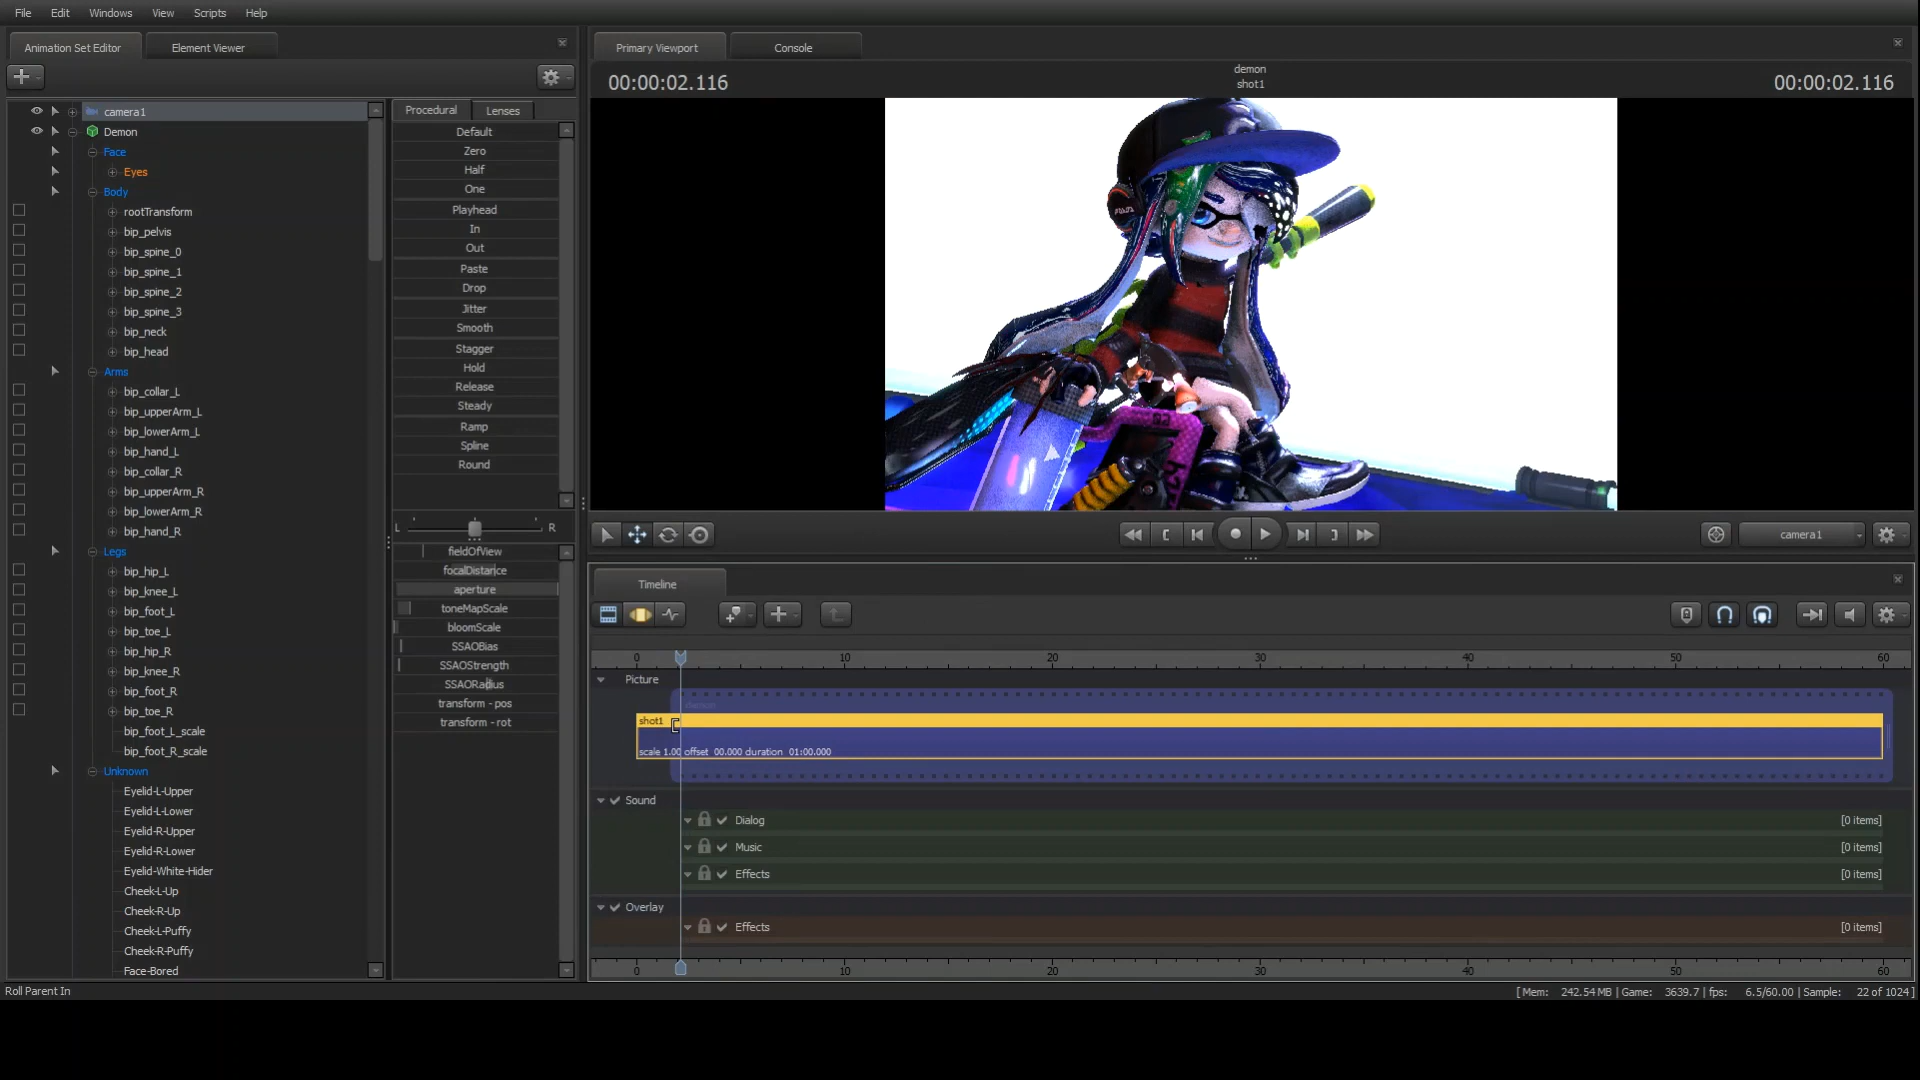 File Edit Windows View Scripts Help
Animation Set Editor Element Viewer
Primary Viewport Console
00:00:02.116
demon
shot1
00:00:02.116
camera1
Demon
Face
Eyes
Body
rootTransform
bip_pelvis
bip_spine_0
bip_spine_1
bip_spine_2
bip_spine_3
bip_neck
bip_head
Arms
bip_collar_L
bip_upperArm_L
bip_lowerArm_L
bip_hand_L
bip_collar_R
bip_upperArm_R
bip_lowerArm_R
bip_hand_R
Legs
bip_hip_L
bip_knee_L
bip_foot_L
bip_toe_L
bip_hip_R
bip_knee_R
bip_foot_R
bip_toe_R
bip_foot_L_scale
bip_foot_R_scale
Unknown
Eyelid-L-Upper
Eyelid-L-Lower
Eyelid-R-Upper
Eyelid-R-Lower
Eyelid-White-Hider
Cheek-L-Up
Cheek-R-Up
Cheek-L-Puffy
Cheek-R-Puffy
Face-Bored
Procedural Lenses
Default
Zero
Half
One
Playhead
In
Out
Paste
Drop
Jitter
Smooth
Stagger
Hold
Release
Steady
Ramp
Spline
Round
L R
fieldOfView
focalDistance
aperture
toneMapScale
bloomScale
SSAOBias
SSAOStrength
SSAORadius
transform - pos
transform - rot
camera1
Timeline
0 10 20 30 40 50 60
Picture
shot1
scale 1.00 offset 00.000 duration 01:00.000
Sound
Dialog [0 items]
Music [0 items]
Effects [0 items]
Overlay
Effects [0 items]
0 10 20 30 40 50 60
Roll Parent In
[ Mem: 242.54 MB | Game: 3639.7 | fps: 6.5/60.00 | Sample: 22 of 1024 ]